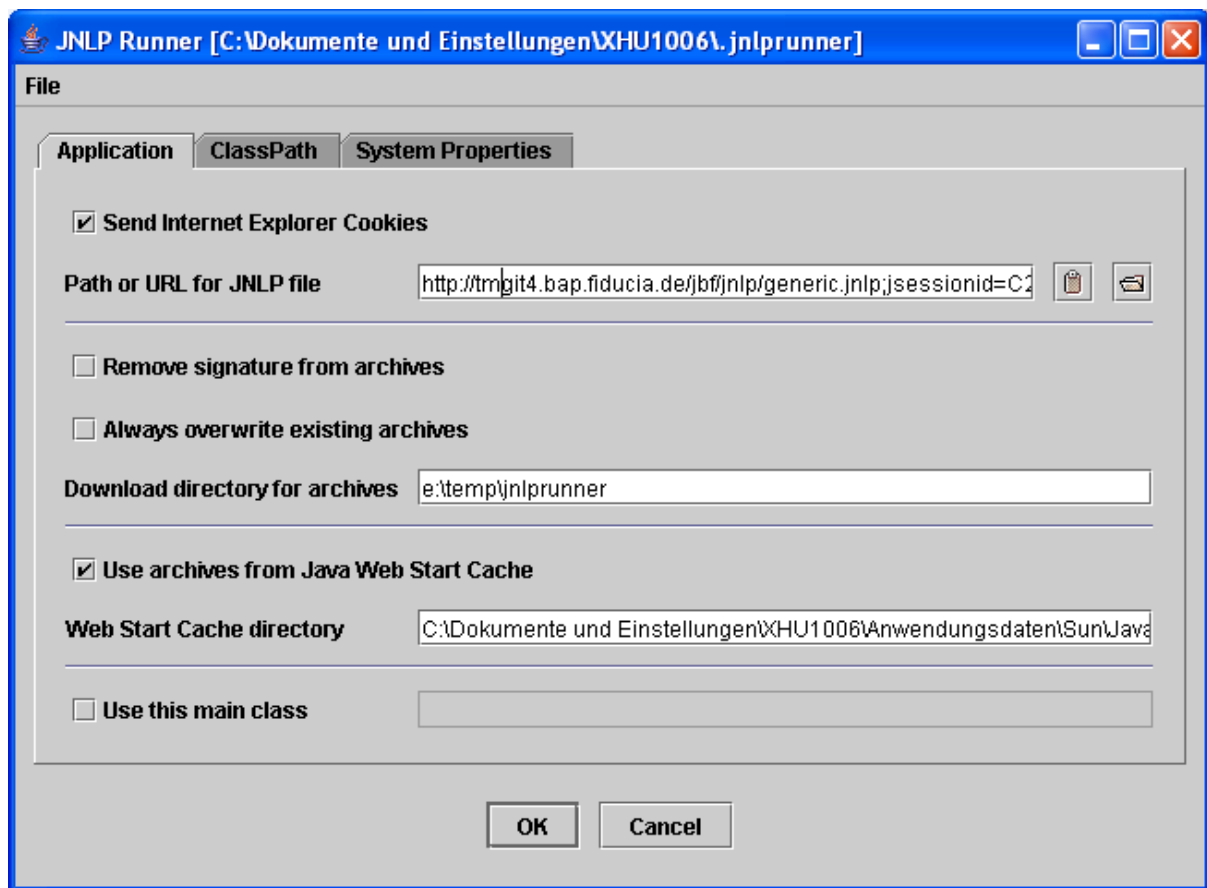 JNLP Runner [C:\Dokumente und Einstellungen\XHU1006\.jnlprunner]
File
Application ClassPath System Properties
Send Internet Explorer Cookies
Path or URL for JNLP file http://tmgit4.bap.fiducia.de/jbf/jnlp/generic.jnlp;jsessionid=C2
Remove signature from archives
Always overwrite existing archives
Download directory for archives e:\temp\jnlprunner
Use archives from Java Web Start Cache
Web Start Cache directory C:\Dokumente und Einstellungen\XHU1006\Anwendungsdaten\Sun\Java
Use this main class
OK Cancel